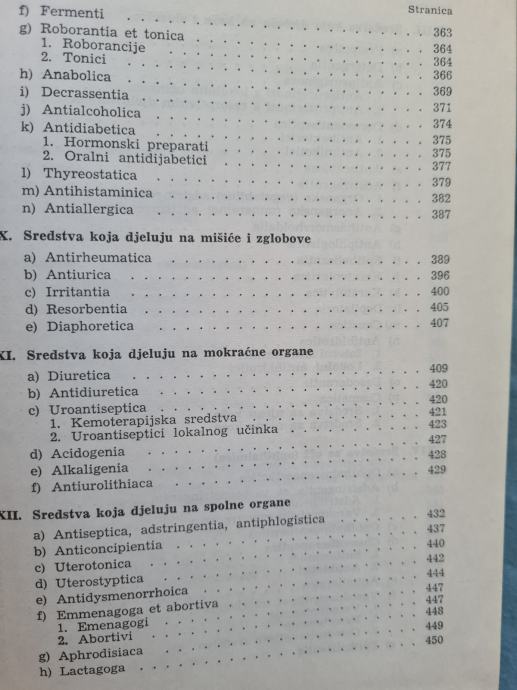 Stranica
f) Fermenti . . . . . . . . . . . . . . . . 363
g) Roborantia et tonica . . . . . . . . . . . . 364
1. Roborancije . . . . . . . . . . . . . . 364
2. Tonici . . . . . . . . . . . . . . . . 366
h) Anabolica . . . . . . . . . . . . . . . . 369
i) Decrassentia . . . . . . . . . . . . . . . 371
j) Antialcoholica . . . . . . . . . . . . . . 374
k) Antidiabetica . . . . . . . . . . . . . . . 375
1. Hormonski preparati . . . . . . . . . . . . 375
2. Oralni antidijabetici . . . . . . . . . . . . 377
l) Thyreostatica . . . . . . . . . . . . . . . 379
m) Antihistaminica . . . . . . . . . . . . . . 382
n) Antiallergica . . . . . . . . . . . . . . . 387
X. Sredstva koja djeluju na mišiće i zglobove
a) Antirheumatica . . . . . . . . . . . . . . 389
b) Antiurica . . . . . . . . . . . . . . . . 396
c) Irritantia . . . . . . . . . . . . . . . . 400
d) Resorbentia . . . . . . . . . . . . . . . 405
e) Diaphoretica . . . . . . . . . . . . . . . 407
XI. Sredstva koja djeluju na mokraćne organe
a) Diuretica . . . . . . . . . . . . . . . . 409
b) Antidiuretica . . . . . . . . . . . . . . . 420
c) Uroantiseptica . . . . . . . . . . . . . . 420
1. Kemoterapijska sredstva . . . . . . . . . . 421
2. Uroantiseptici lokalnog učinka . . . . . . . . 423
d) Acidogenia . . . . . . . . . . . . . . . . 427
e) Alkaligenia . . . . . . . . . . . . . . . . 428
f) Antiurolithiaca . . . . . . . . . . . . . . 429
XII. Sredstva koja djeluju na spolne organe
a) Antiseptica, adstringentia, antiphlogistica . . . . . 432
b) Anticoncipientia . . . . . . . . . . . . . . 437
c) Uterotonica . . . . . . . . . . . . . . . 440
d) Uterostyptica . . . . . . . . . . . . . . . 442
e) Antidysmenorrhoica . . . . . . . . . . . . . 444
f) Emmenagoga et abortiva . . . . . . . . . . . 447
1. Emenagogi . . . . . . . . . . . . . . . 447
2. Abortivi . . . . . . . . . . . . . . . . 448
g) Aphrodisiaca . . . . . . . . . . . . . . . 449
h) Lactagoga . . . . . . . . . . . . . . . . 450